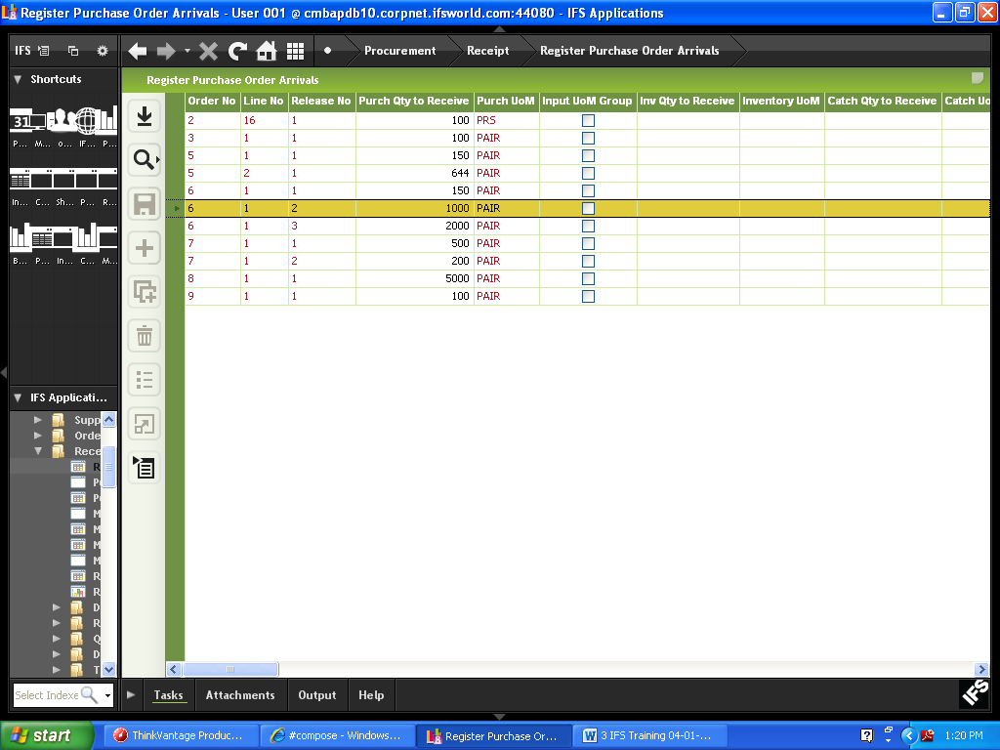 Register Purchase Order Arrivals - User 001 @ cmbapdb10.corpnet.ifsworld.com:44080 - IFS Applications
IFS
Procurement
Receipt
Register Purchase Order Arrivals
Shortcuts
Register Purchase Order Arrivals
Order No Line No Release No Purch Qty to Receive Purch UoM Input UoM Group Inv Qty to Receive Inventory UoM Catch Qty to Receive Catch Uo
2 16 1 100 PRS
3 1 1 100 PAIR
5 1 1 150 PAIR
5 2 1 644 PAIR
6 1 1 150 PAIR
6 1 2 1000 PAIR
6 1 3 2000 PAIR
7 1 1 500 PAIR
7 1 2 200 PAIR
8 1 1 5000 PAIR
9 1 1 100 PAIR
31
P... M... o... IF... P...
In... C... Sh... P... R...
B... P... In... C... M...
IFS Applicati...
Supp
Orde
Rece
R
P
P
M
M
M
M
R
R
D
R
Q
D
T
Select Indexe
Tasks Attachments Output Help
IFS
start
ThinkVantage Produc...
#compose - Windows...
Register Purchase Or...
3 IFS Training 04-01-...
1:20 PM